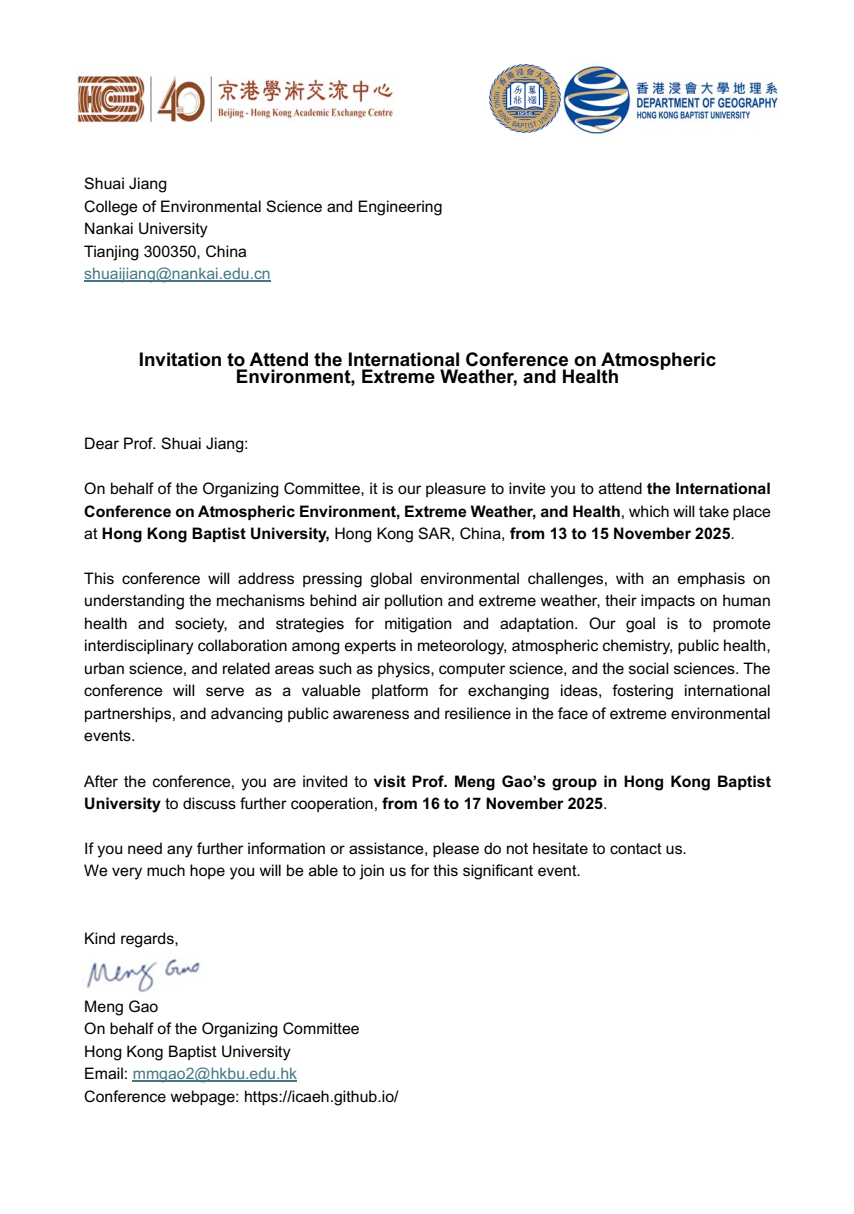 HCB 40 京港學術交流中心
Beijing - Hong Kong Academic Exchange Centre
香港浸會大學地理系
DEPARTMENT OF GEOGRAPHY
HONG KONG BAPTIST UNIVERSITY
Shuai Jiang
College of Environmental Science and Engineering
Nankai University
Tianjing 300350, China
shuaijiang@nankai.edu.cn
Invitation to Attend the International Conference on Atmospheric
Environment, Extreme Weather, and Health
Dear Prof. Shuai Jiang:
On behalf of the Organizing Committee, it is our pleasure to invite you to attend the International
Conference on Atmospheric Environment, Extreme Weather, and Health, which will take place
at Hong Kong Baptist University, Hong Kong SAR, China, from 13 to 15 November 2025.
This conference will address pressing global environmental challenges, with an emphasis on
understanding the mechanisms behind air pollution and extreme weather, their impacts on human
health and society, and strategies for mitigation and adaptation. Our goal is to promote
interdisciplinary collaboration among experts in meteorology, atmospheric chemistry, public health,
urban science, and related areas such as physics, computer science, and the social sciences. The
conference will serve as a valuable platform for exchanging ideas, fostering international
partnerships, and advancing public awareness and resilience in the face of extreme environmental
events.
After the conference, you are invited to visit Prof. Meng Gao’s group in Hong Kong Baptist
University to discuss further cooperation, from 16 to 17 November 2025.
If you need any further information or assistance, please do not hesitate to contact us.
We very much hope you will be able to join us for this significant event.
Kind regards,
Meng Gao
Meng Gao
On behalf of the Organizing Committee
Hong Kong Baptist University
Email: mmgao2@hkbu.edu.hk
Conference webpage: https://icaeh.github.io/